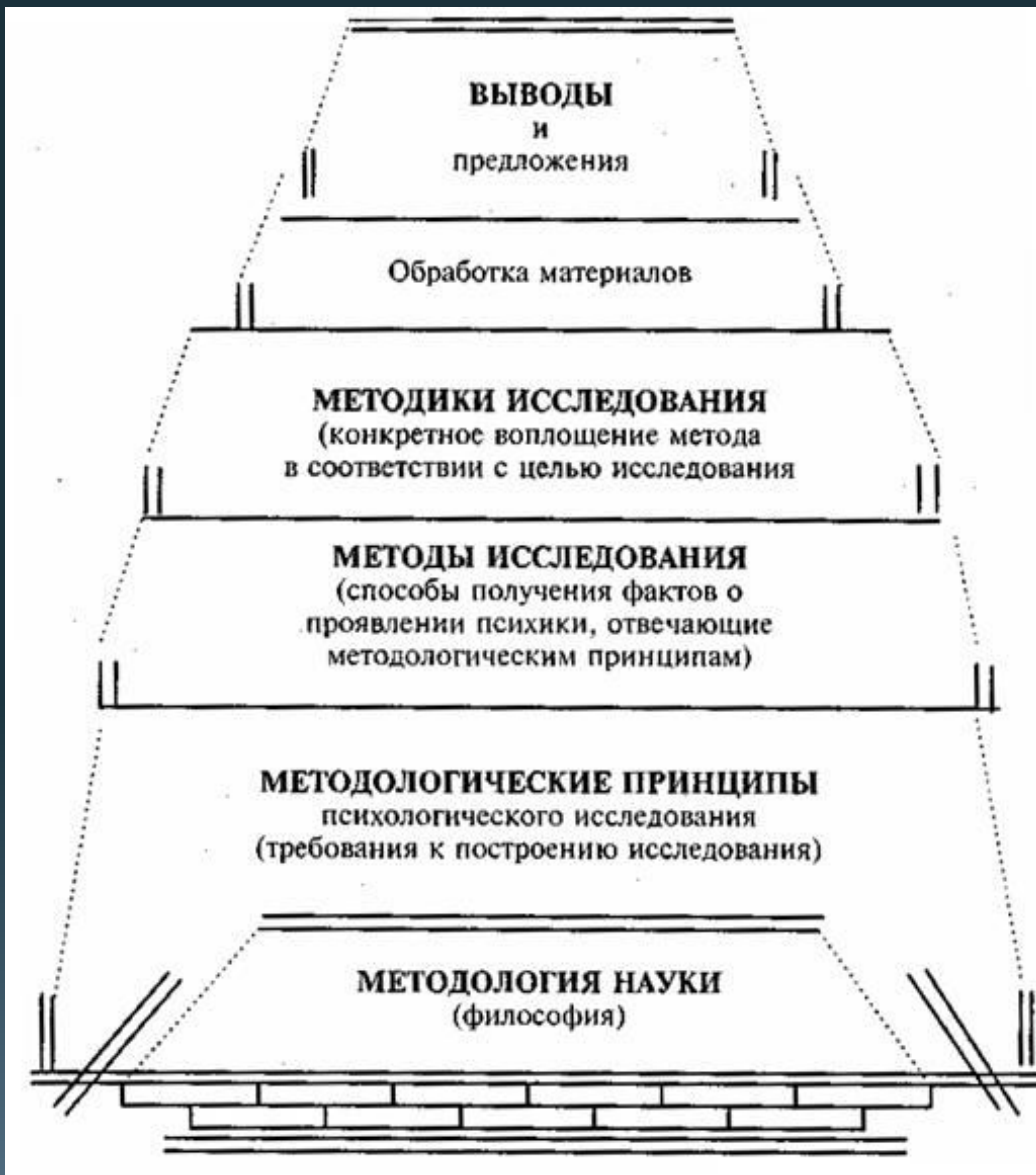 ВЫВОДЫ
и
предложения
Обработка материалов
МЕТОДИКИ ИССЛЕДОВАНИЯ
(конкретное воплощение метода
в соответствии с целью исследования
МЕТОДЫ ИССЛЕДОВАНИЯ
(способы получения фактов о
проявлении психики, отвечающие
методологическим принципам)
МЕТОДОЛОГИЧЕСКИЕ ПРИНЦИПЫ
психологического исследования
(требования к построению исследования)
МЕТОДОЛОГИЯ НАУКИ
(философия)